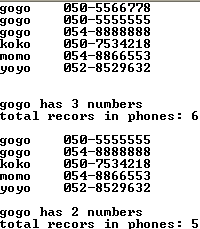 gogo 050-5566778
gogo 050-5555555
gogo 054-8888888
koko 050-7534218
momo 054-8866553
yoyo 052-8529632
gogo has 3 numbers
total recors in phones: 6
gogo 050-5555555
gogo 054-8888888
koko 050-7534218
momo 054-8866553
yoyo 052-8529632
gogo has 2 numbers
total recors in phones: 5